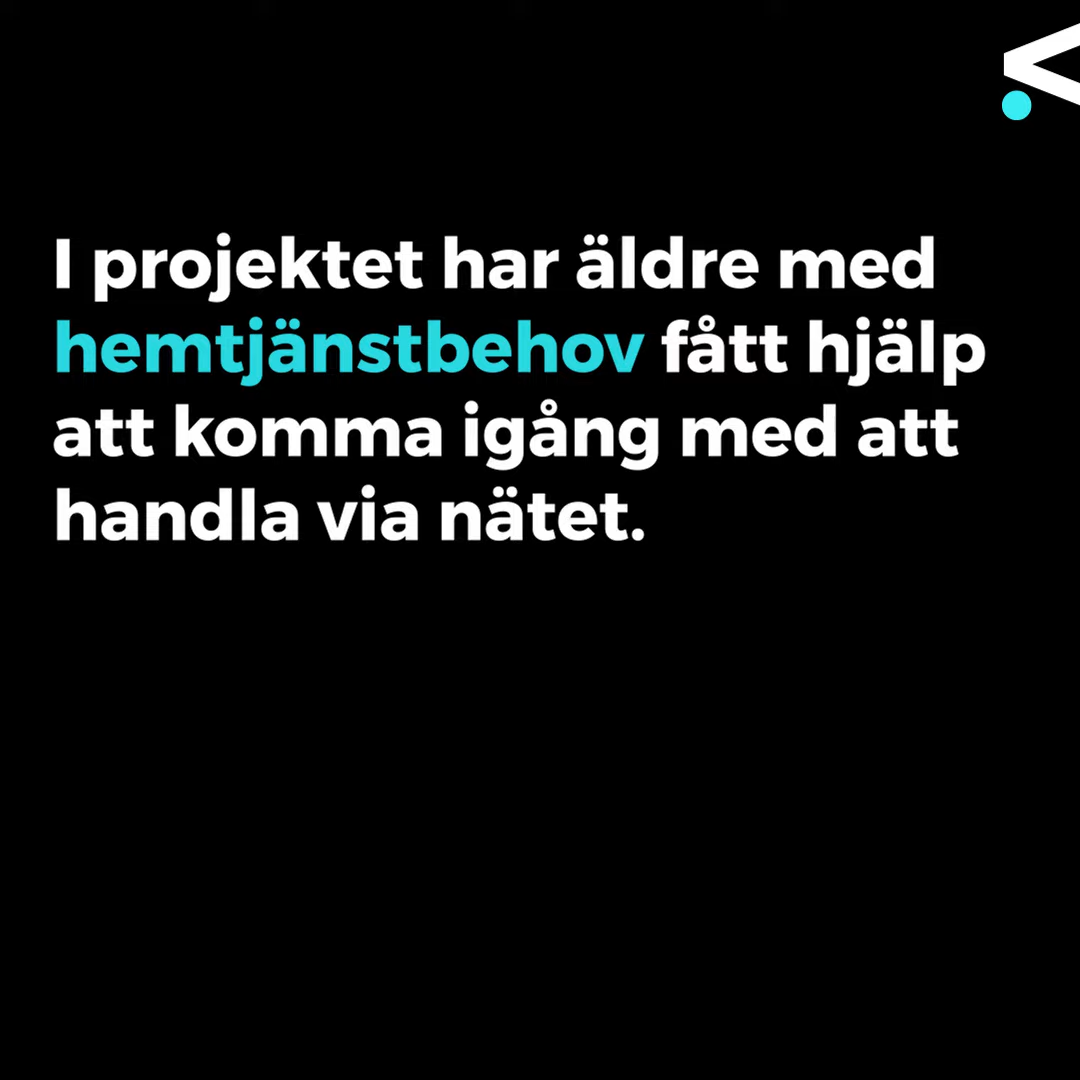 I projektet har äldre med
hemtjänstbehov fått hjälp
att komma igång med att
handla via nätet.